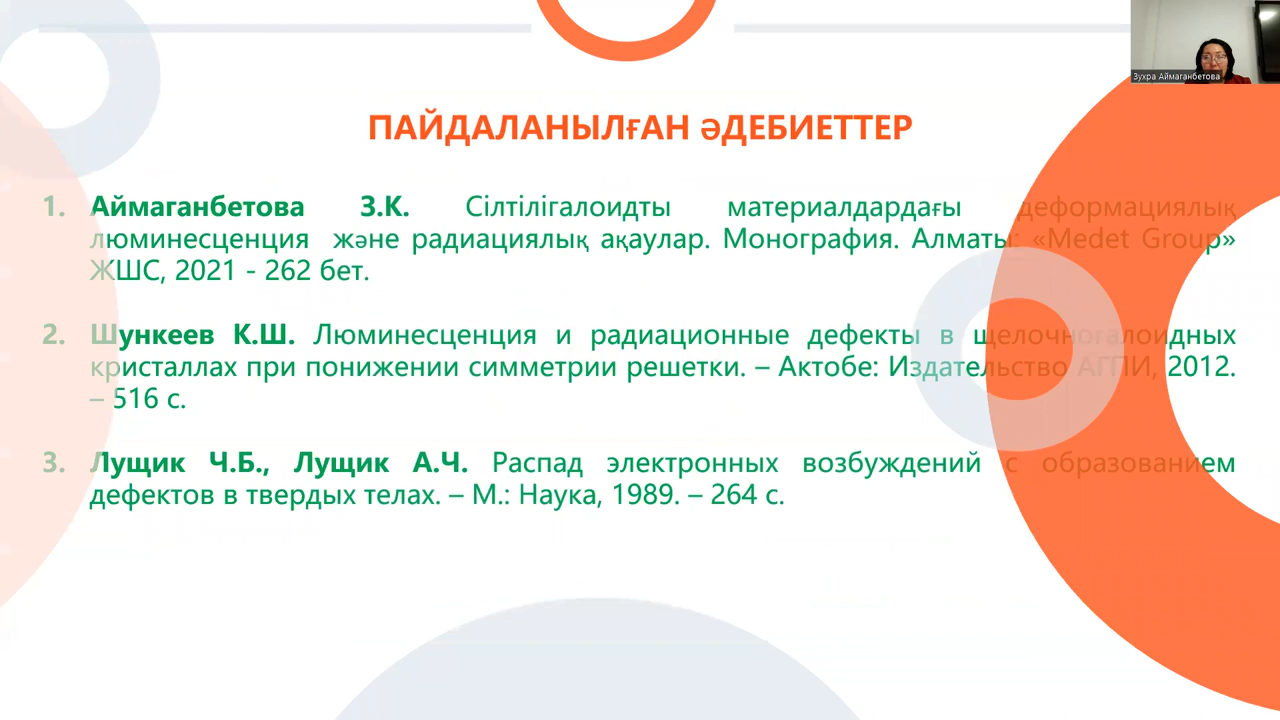 Зухра Аймаганбетова
ПАЙДАЛАНЫЛҒАН ӘДЕБИЕТТЕР
1. Аймаганбетова З.К. Сілтілігалоидты материалдардағы деформациялық
люминесценция және радиациялық ақаулар. Монография. Алматы: «Medet Group»
ЖШС, 2021 - 262 бет.
2. Шункеев К.Ш. Люминесценция и радиационные дефекты в щелочногалоидных
кристаллах при понижении симметрии решетки. – Актобе: Издательство АГПИ, 2012.
– 516 с.
3. Лущик Ч.Б., Лущик А.Ч. Распад электронных возбуждений с образованием
дефектов в твердых телах. – М.: Наука, 1989. – 264 с.